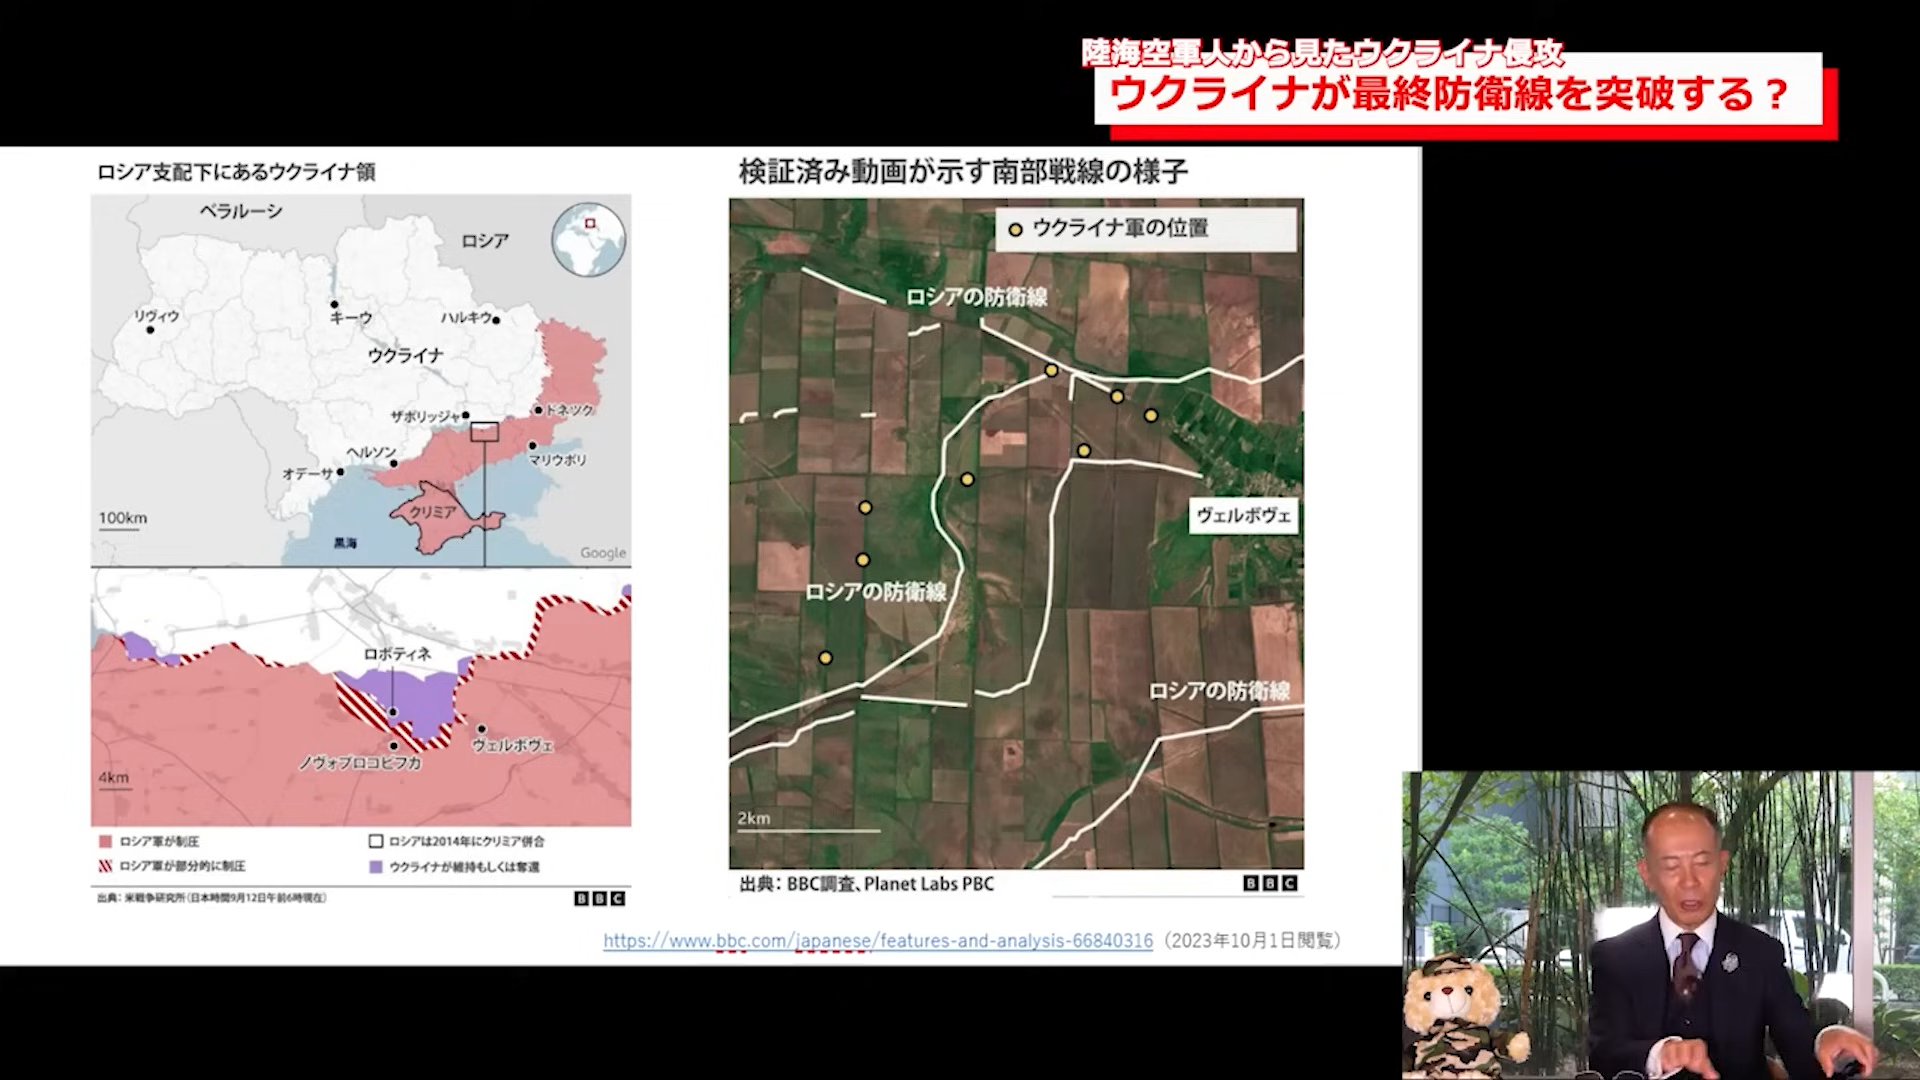 陸海空軍人から見たウクライナ侵攻
ウクライナが最終防衛線を突破する？
ロシア支配下にあるウクライナ領
ベラルーシ
ロシア
リヴィウ
キーウ
ハルキウ
ウクライナ
ザポリッジャ
ドネツク
ヘルソン
マリウポリ
オデーサ
クリミア
100km
黒海
Google
ロボティネ
ヴェルボヴェ
ノヴォプロコピフカ
4km
ロシア軍が制圧
ロシアは2014年にクリミア併合
ロシア軍が部分的に制圧
ウクライナが維持もしくは奪還
出典：米戦争研究所（日本時間9月12日午前6時現在）
BBC
検証済み動画が示す南部戦線の様子
ウクライナ軍の位置
ロシアの防衛線
ヴェルボヴェ
ロシアの防衛線
ロシアの防衛線
2km
出典：BBC調査、Planet Labs PBC
BBC
https://www.bbc.com/japanese/features-and-analysis-66840316（2023年10月1日閲覧）